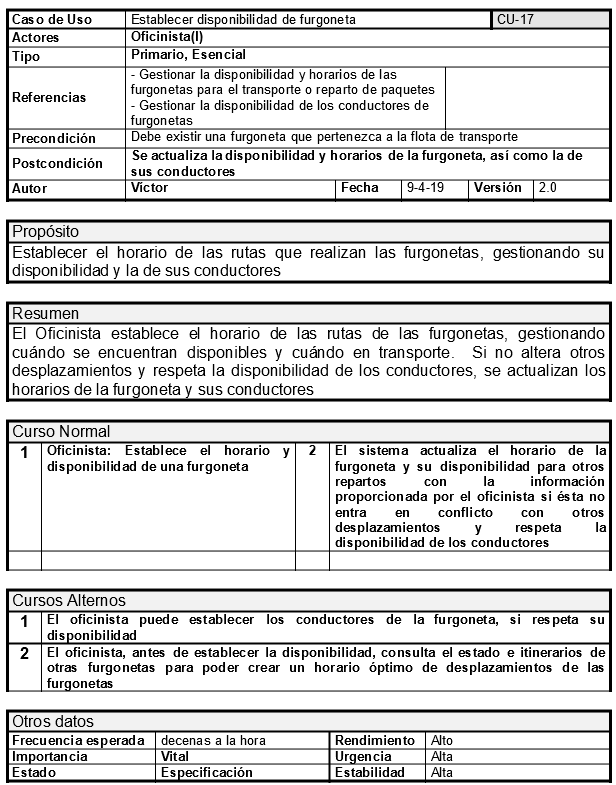 Caso de Uso Establecer disponibilidad de furgoneta CU-17
Actores Oficinista(I)
Tipo Primario, Esencial
Referencias
- Gestionar la disponibilidad y horarios de las
furgonetas para el transporte o reparto de paquetes
- Gestionar la disponibilidad de los conductores de
furgonetas
Precondición Debe existir una furgoneta que pertenezca a la flota de transporte
Postcondición
Se actualiza la disponibilidad y horarios de la furgoneta, así como la de
sus conductores
Autor Víctor Fecha 9-4-19 Versión 2.0
Propósito
Establecer el horario de las rutas que realizan las furgonetas, gestionando su
disponibilidad y la de sus conductores
Resumen
El Oficinista establece el horario de las rutas de las furgonetas, gestionando
cuándo se encuentran disponibles y cuándo en transporte. Si no altera otros
desplazamientos y respeta la disponibilidad de los conductores, se actualizan los
horarios de la furgoneta y sus conductores
Curso Normal
1 Oficinista: Establece el horario y
disponibilidad de una furgoneta
2 El sistema actualiza el horario de la
furgoneta y su disponibilidad para otros
repartos con la información
proporcionada por el oficinista si ésta no
entra en conflicto con otros
desplazamientos y respeta la
disponibilidad de los conductores
Cursos Alternos
1 El oficinista puede establecer los conductores de la furgoneta, si respeta su
disponibilidad
2 El oficinista, antes de establecer la disponibilidad, consulta el estado e itinerarios de
otras furgonetas para poder crear un horario óptimo de desplazamientos de las
furgonetas
Otros datos
Frecuencia esperada decenas a la hora Rendimiento Alto
Importancia Vital Urgencia Alta
Estado Especificación Estabilidad Alta